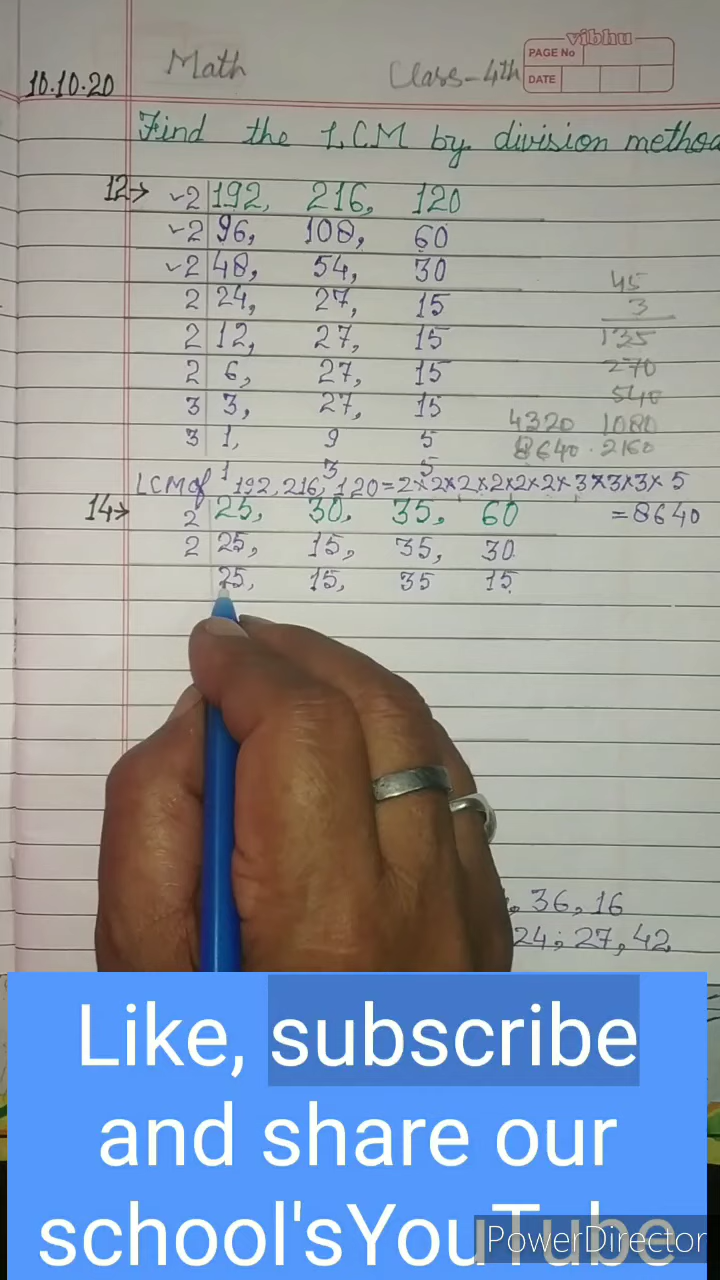 vibhu
PAGE No
DATE
10.10.20 Math Class-4th
Find the LCM by division method
12→ 2 192, 216, 120
2 96, 108, 60
2 48, 54, 30
2 24, 27, 15
2 12, 27, 15
2 6, 27, 15
3 3, 27, 15
3 1, 9 5
1 3 5
45
3
135
270
540
4320 1080
8640 . 2160
LCM of 192, 216, 120 = 2×2×2×2×2×2×3×3×3×5
= 8640
14→ 2 25, 30, 35, 60
2 25, 15, 35, 30
25, 15, 35 15
, 36, 16
24, 27, 42
Like, subscribe
and share our
school'sYouTube
PowerDirector